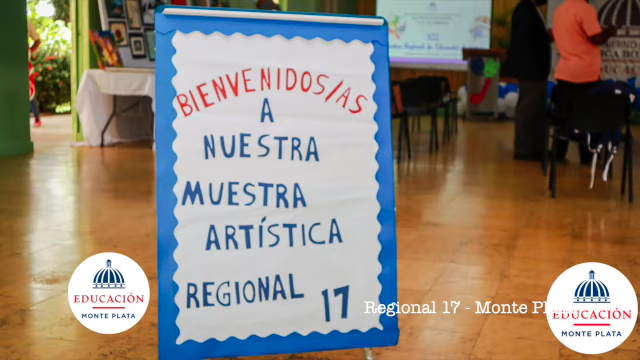 BIENVENIDOS/AS
A
NUESTRA
MUESTRA
ARTÍSTICA
REGIONAL 17
EDUCACIÓN
MONTE PLATA
Regional 17 - Monte Pl
EDUCACIÓN
MONTE PLATA